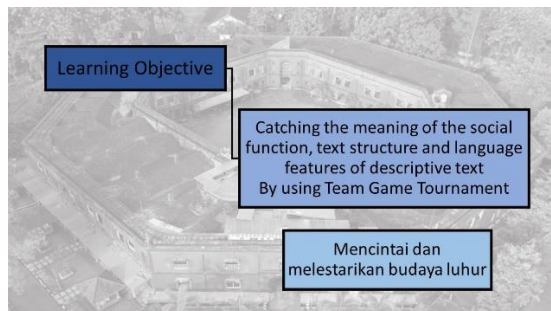 Learning Objective
Catching the meaning of the social
function, text structure and language
features of descriptive text
By using Team Game Tournament
Mencintai dan
melestarikan budaya luhur